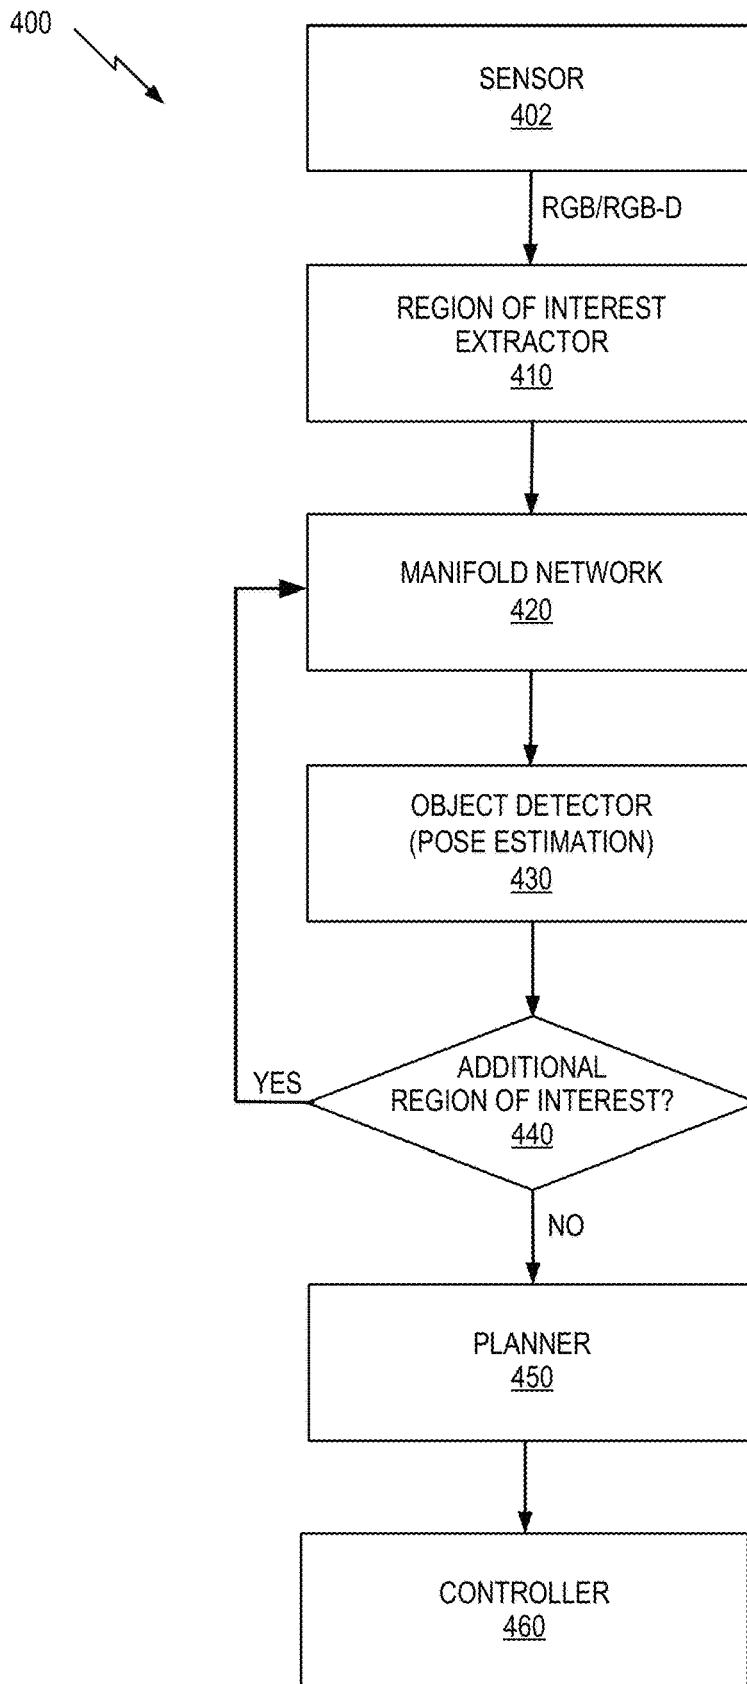 400
SENSOR
402
RGB/RGB-D
REGION OF INTEREST
EXTRACTOR
410
MANIFOLD NETWORK
420
OBJECT DETECTOR
(POSE ESTIMATION)
430
YES
ADDITIONAL
REGION OF INTEREST?
440
NO
PLANNER
450
CONTROLLER
460